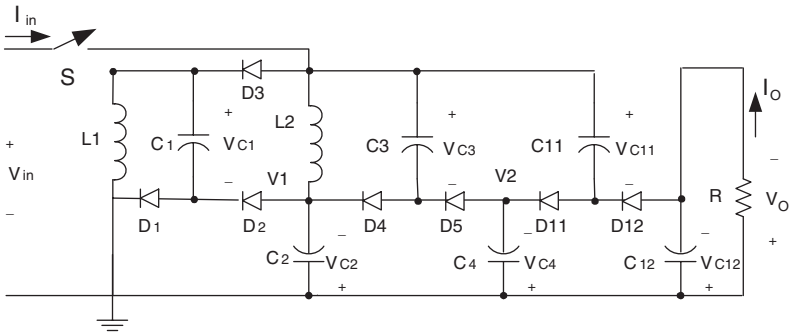 I in
S
D3
L1
C1
+
VC1
–
L2
C3
+
VC3
–
C11
+
VC11
–
IO
+
Vin
–
V1
V2
D1
D2
D4
D5
D11
D12
R
–
VO
+
C2
–
VC2
+
C4
–
VC4
+
C12
–
VC12
+